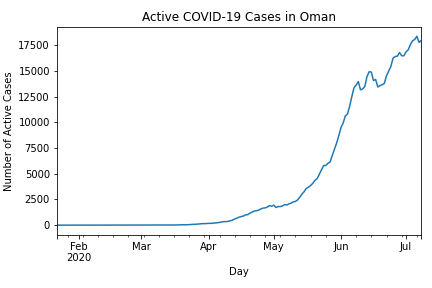 Active COVID-19 Cases in Oman
Number of Active Cases
17500
15000
12500
10000
7500
5000
2500
0
Feb Mar Apr May Jun Jul
2020
Day